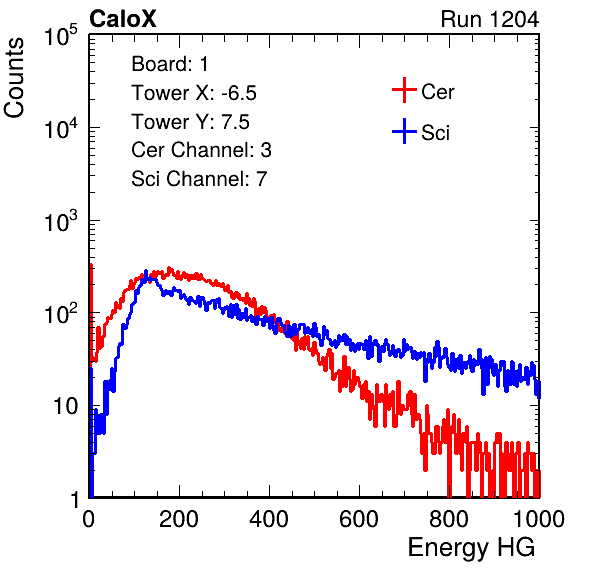 CaloX Run 1204
Counts
Board: 1
Tower X: -6.5
Tower Y: 7.5
Cer Channel: 3
Sci Channel: 7
Cer
Sci
10^5
10^4
10^3
10^2
10
1
0 200 400 600 800 1000
Energy HG